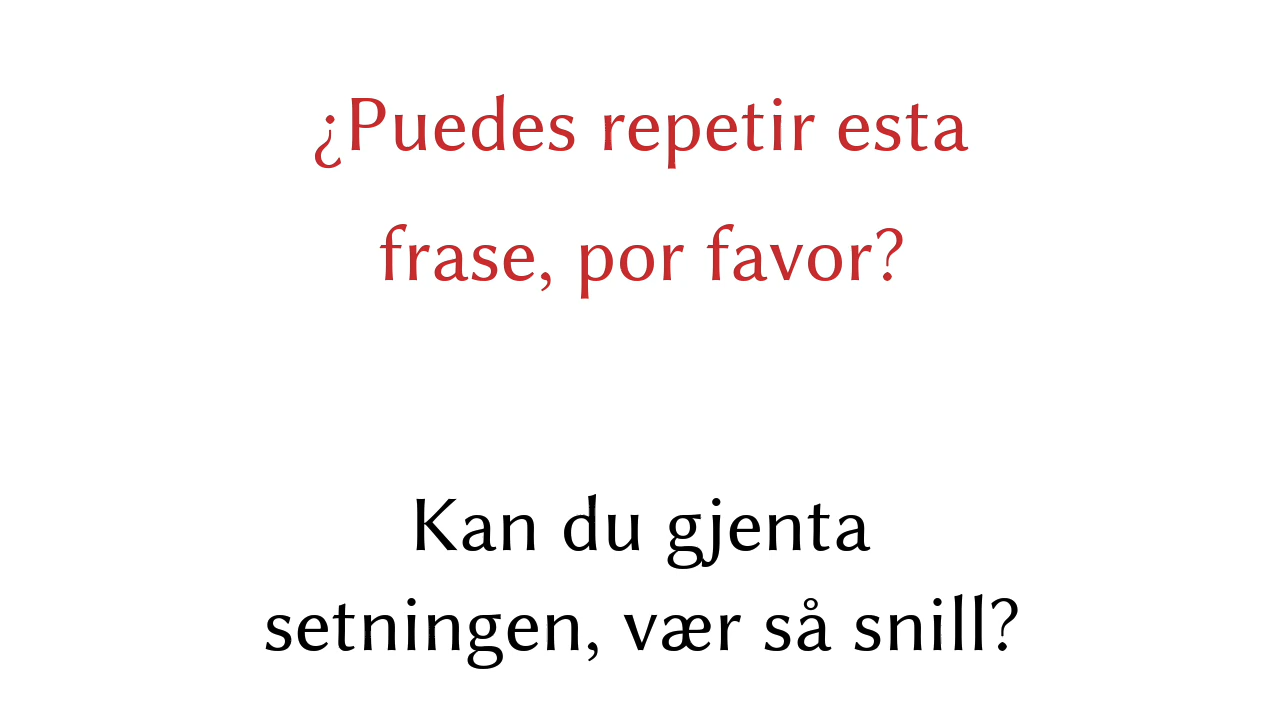 ¿Puedes repetir esta
frase, por favor?
Kan du gjenta
setningen, vær så snill?